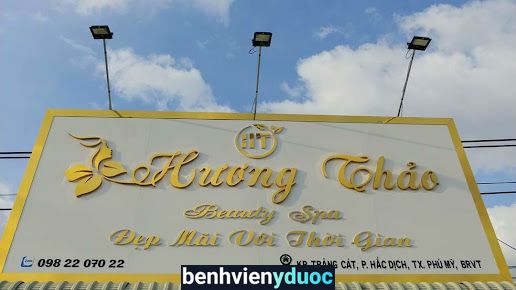 HT
Hương Thảo
Beauty Spa
Đẹp Mãi Với Thời Gian
098 22 070 22
KP. TRẢNG CÁT, P. HẮC DỊCH, TX. PHÚ MỸ, BRVT
benhvienyduoc